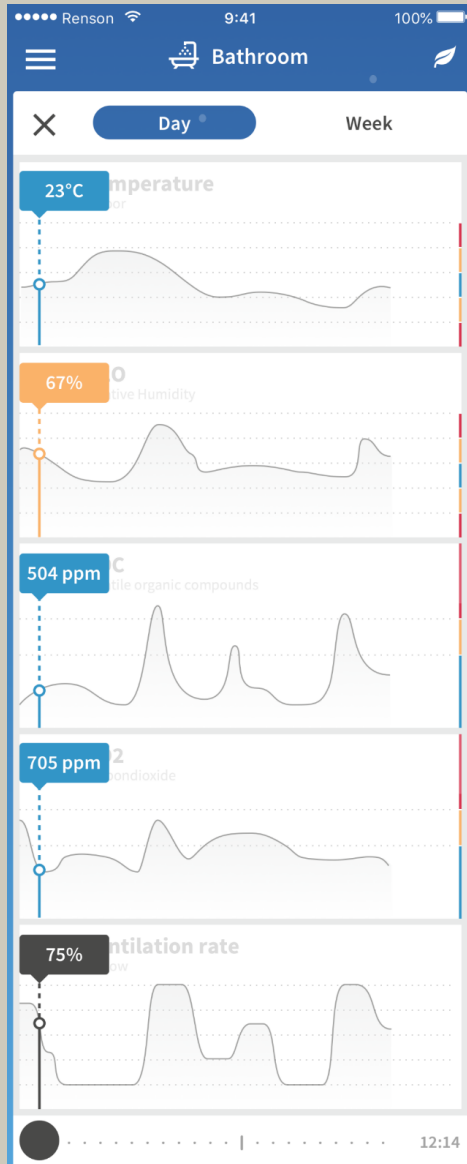 Renson
9:41
100%
Bathroom
Day
Week
23°C
mperature
or
67%
O
tive Humidity
504 ppm
C
tile organic compounds
705 ppm
2
ondioxide
75%
ntilation rate
ow
12:14